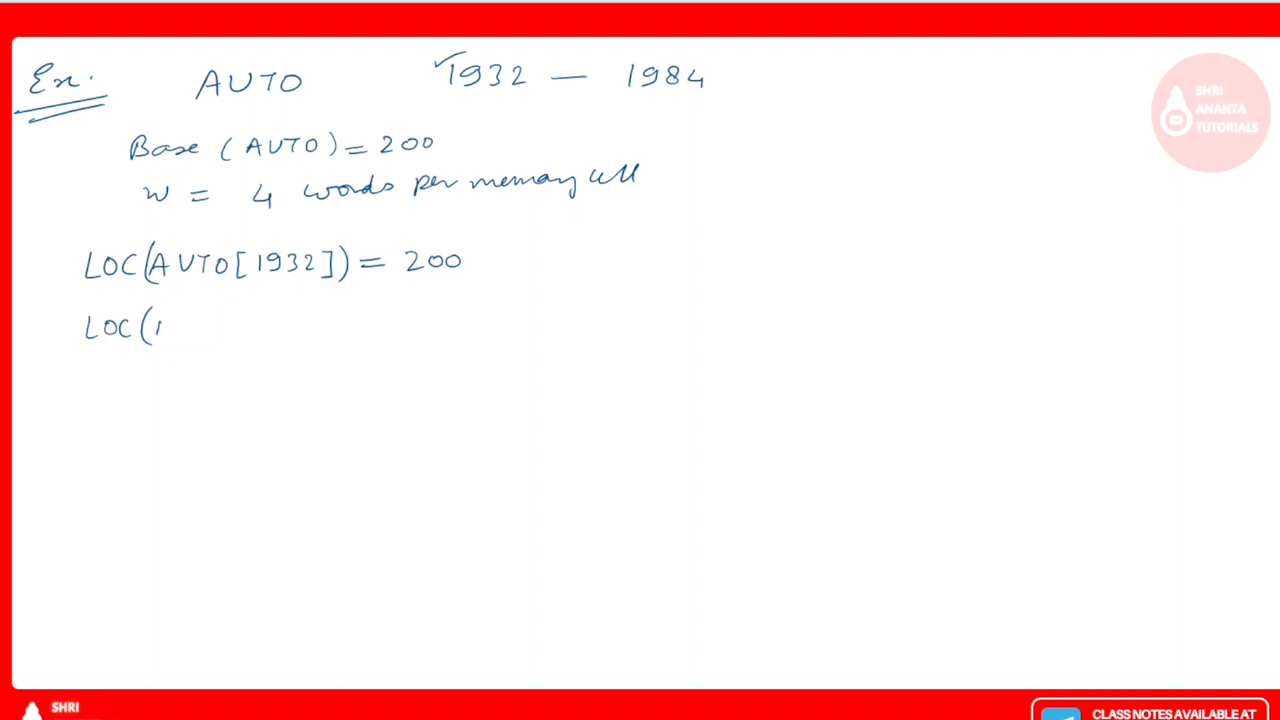 Ex. AUTO 1932 — 1984
SHRI
ANANTA
TUTORIALS
Base (AUTO) = 200
w = 4 words per memory cell
LOC(AUTO[1932]) = 200
LOC(
SHRI
CLASS NOTES AVAILABLE AT